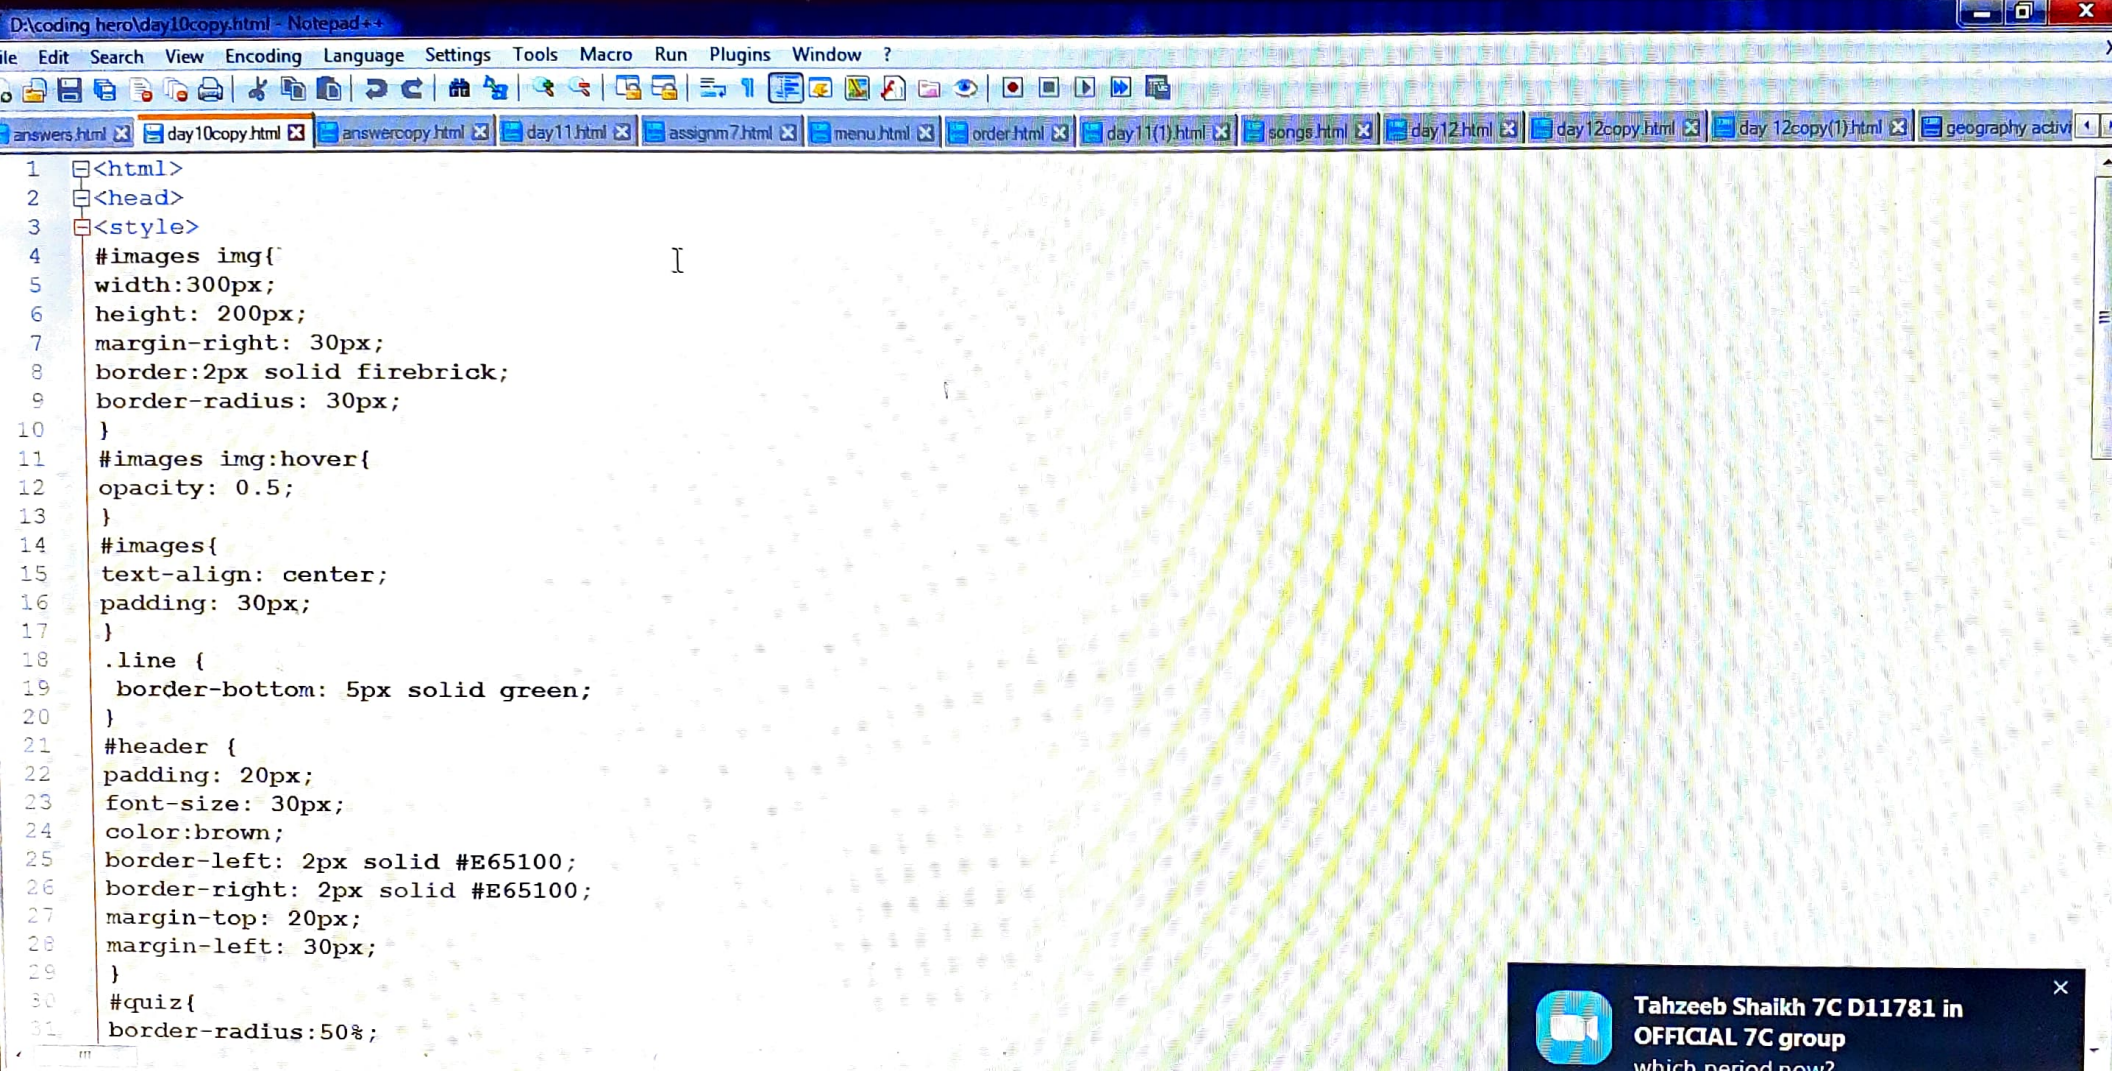 D:\coding hero\day10copy.html - Notepad++
ile Edit Search View Encoding Language Settings Tools Macro Run Plugins Window ?
answers.html day10copy.html answercopy.html day11.html assignm7.html menu.html order.html day11(1).html songs.html day12.html day12copy.html day 12copy(1).html geography activi
1 <html>
2 <head>
3 <style>
4 #images img{
5 width:300px;
6 height: 200px;
7 margin-right: 30px;
8 border:2px solid firebrick;
9 border-radius: 30px;
10 }
11 #images img:hover{
12 opacity: 0.5;
13 }
14 #images{
15 text-align: center;
16 padding: 30px;
17 }
18 .line {
19 border-bottom: 5px solid green;
20 }
21 #header {
22 padding: 20px;
23 font-size: 30px;
24 color:brown;
25 border-left: 2px solid #E65100;
26 border-right: 2px solid #E65100;
27 margin-top: 20px;
28 margin-left: 30px;
29 }
30 #quiz{
31 border-radius:50%;
Tahzeeb Shaikh 7C D11781 in
OFFICIAL 7C group
which period now?